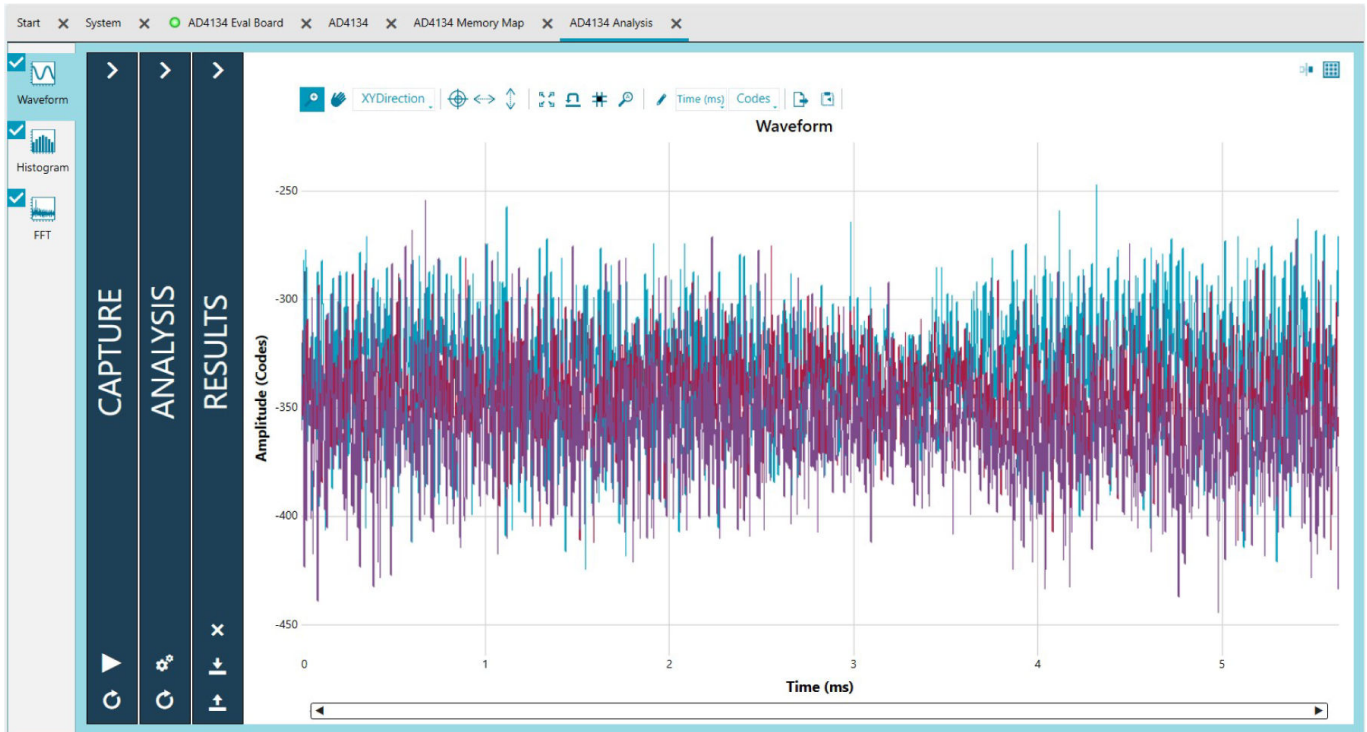 Start System AD4134 Eval Board AD4134 AD4134 Memory Map AD4134 Analysis
Waveform
Histogram
FFT
CAPTURE
ANALYSIS
RESULTS
XYDirection Time (ms) Codes
Waveform
Amplitude (Codes)
-250
-300
-350
-400
-450
0 1 2 3 4 5
Time (ms)